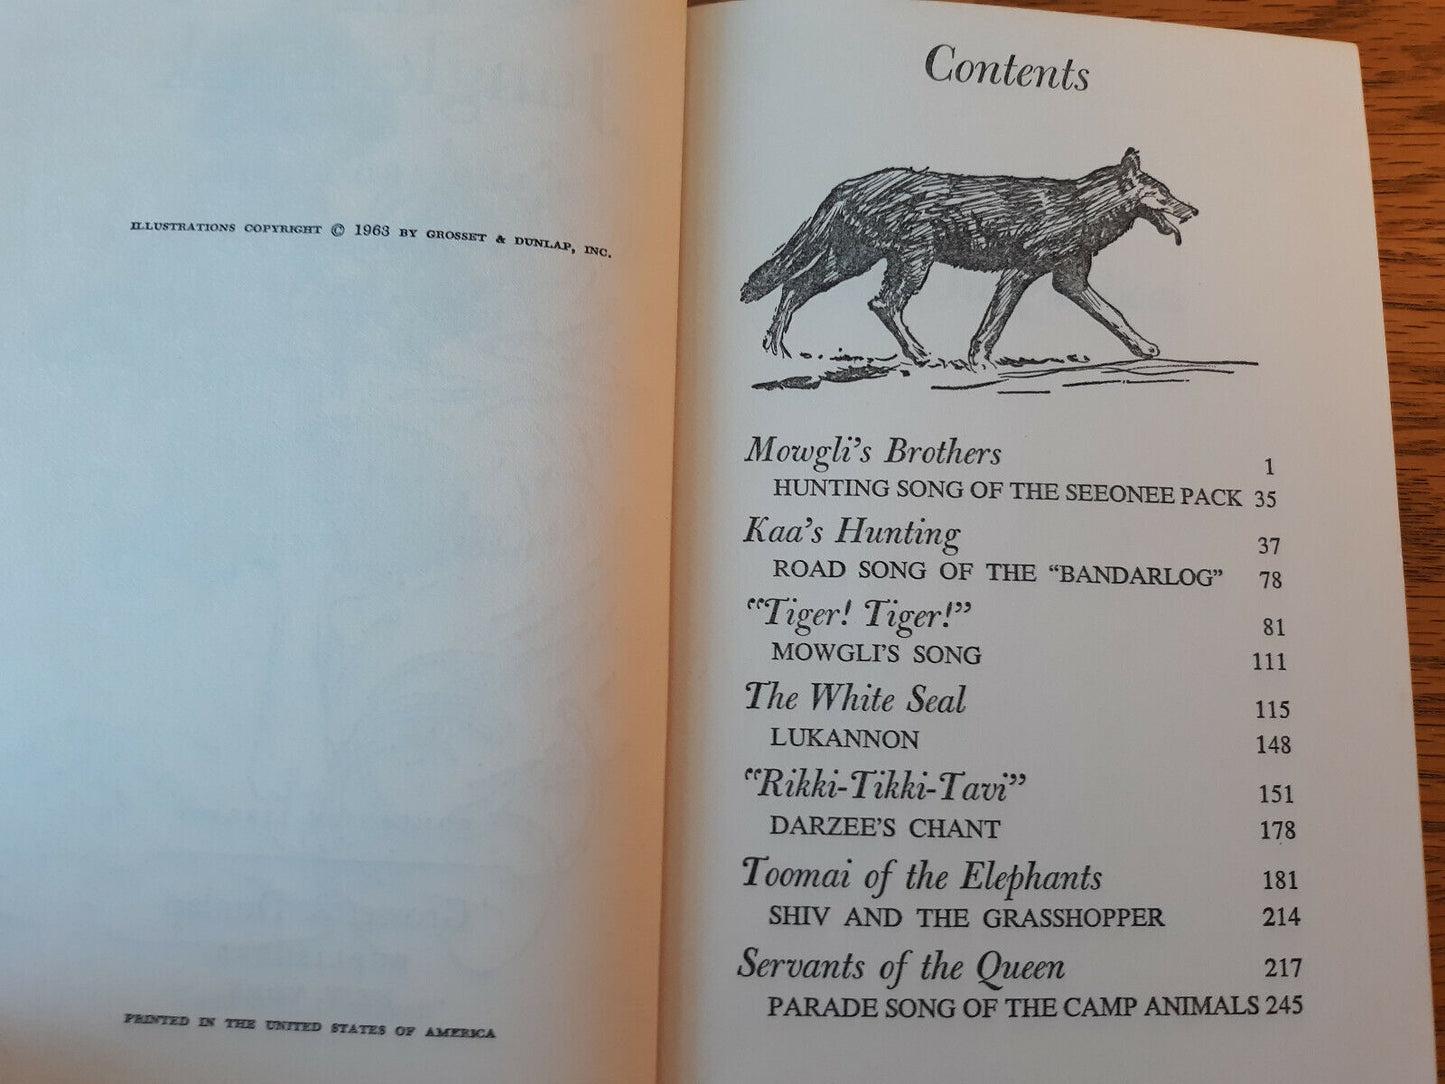 ILLUSTRATIONS COPYRIGHT © 1963 BY GROSSET & DUNLAP, INC.
PRINTED IN THE UNITED STATES OF AMERICA
Contents
Mowgli's Brothers 1
HUNTING SONG OF THE SEEONEE PACK 35
Kaa's Hunting 37
ROAD SONG OF THE "BANDARLOG" 78
"Tiger! Tiger!" 81
MOWGLI'S SONG 111
The White Seal 115
LUKANNON 148
"Rikki-Tikki-Tavi" 151
DARZEE'S CHANT 178
Toomai of the Elephants 181
SHIV AND THE GRASSHOPPER 214
Servants of the Queen 217
PARADE SONG OF THE CAMP ANIMALS 245